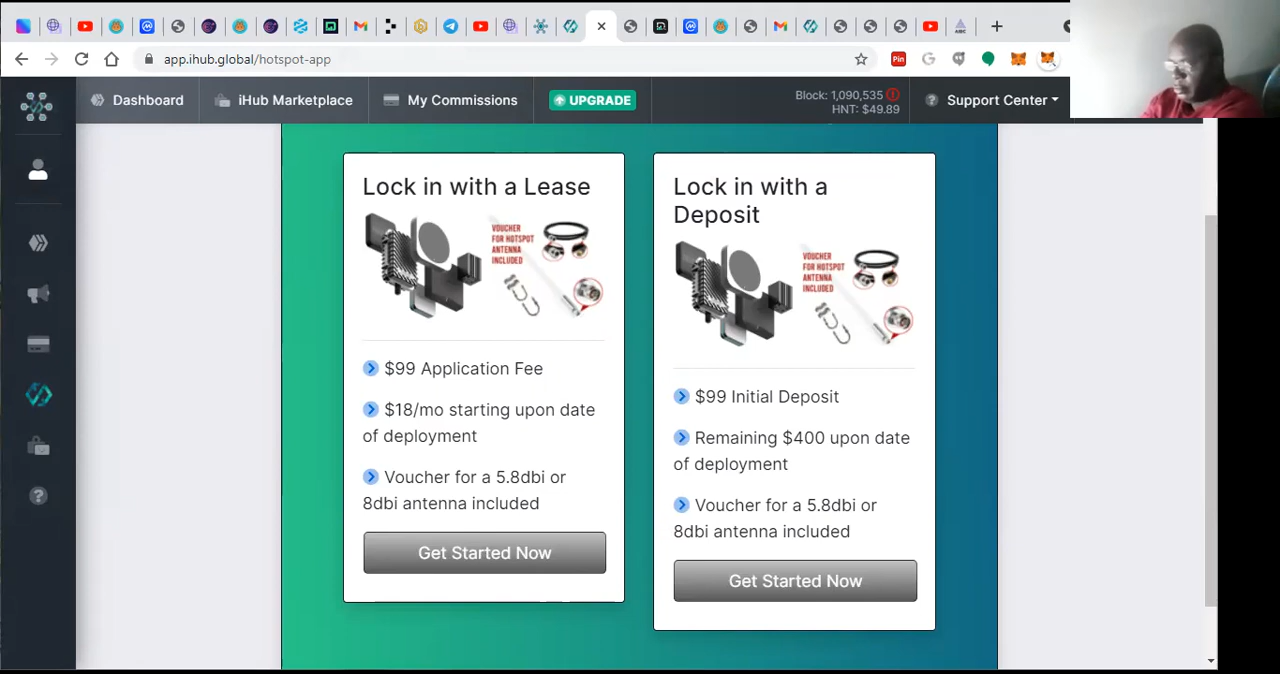 app.ihub.global/hotspot-app
Pin
Dashboard
iHub Marketplace
My Commissions
UPGRADE
Block: 1,090,535
HNT: $49.89
Support Center
Lock in with a Lease
VOUCHER
FOR HOTSPOT
ANTENNA
INCLUDED
$99 Application Fee
$18/mo starting upon date
of deployment
Voucher for a 5.8dbi or
8dbi antenna included
Get Started Now
Lock in with a
Deposit
VOUCHER
FOR HOTSPOT
ANTENNA
INCLUDED
$99 Initial Deposit
Remaining $400 upon date
of deployment
Voucher for a 5.8dbi or
8dbi antenna included
Get Started Now